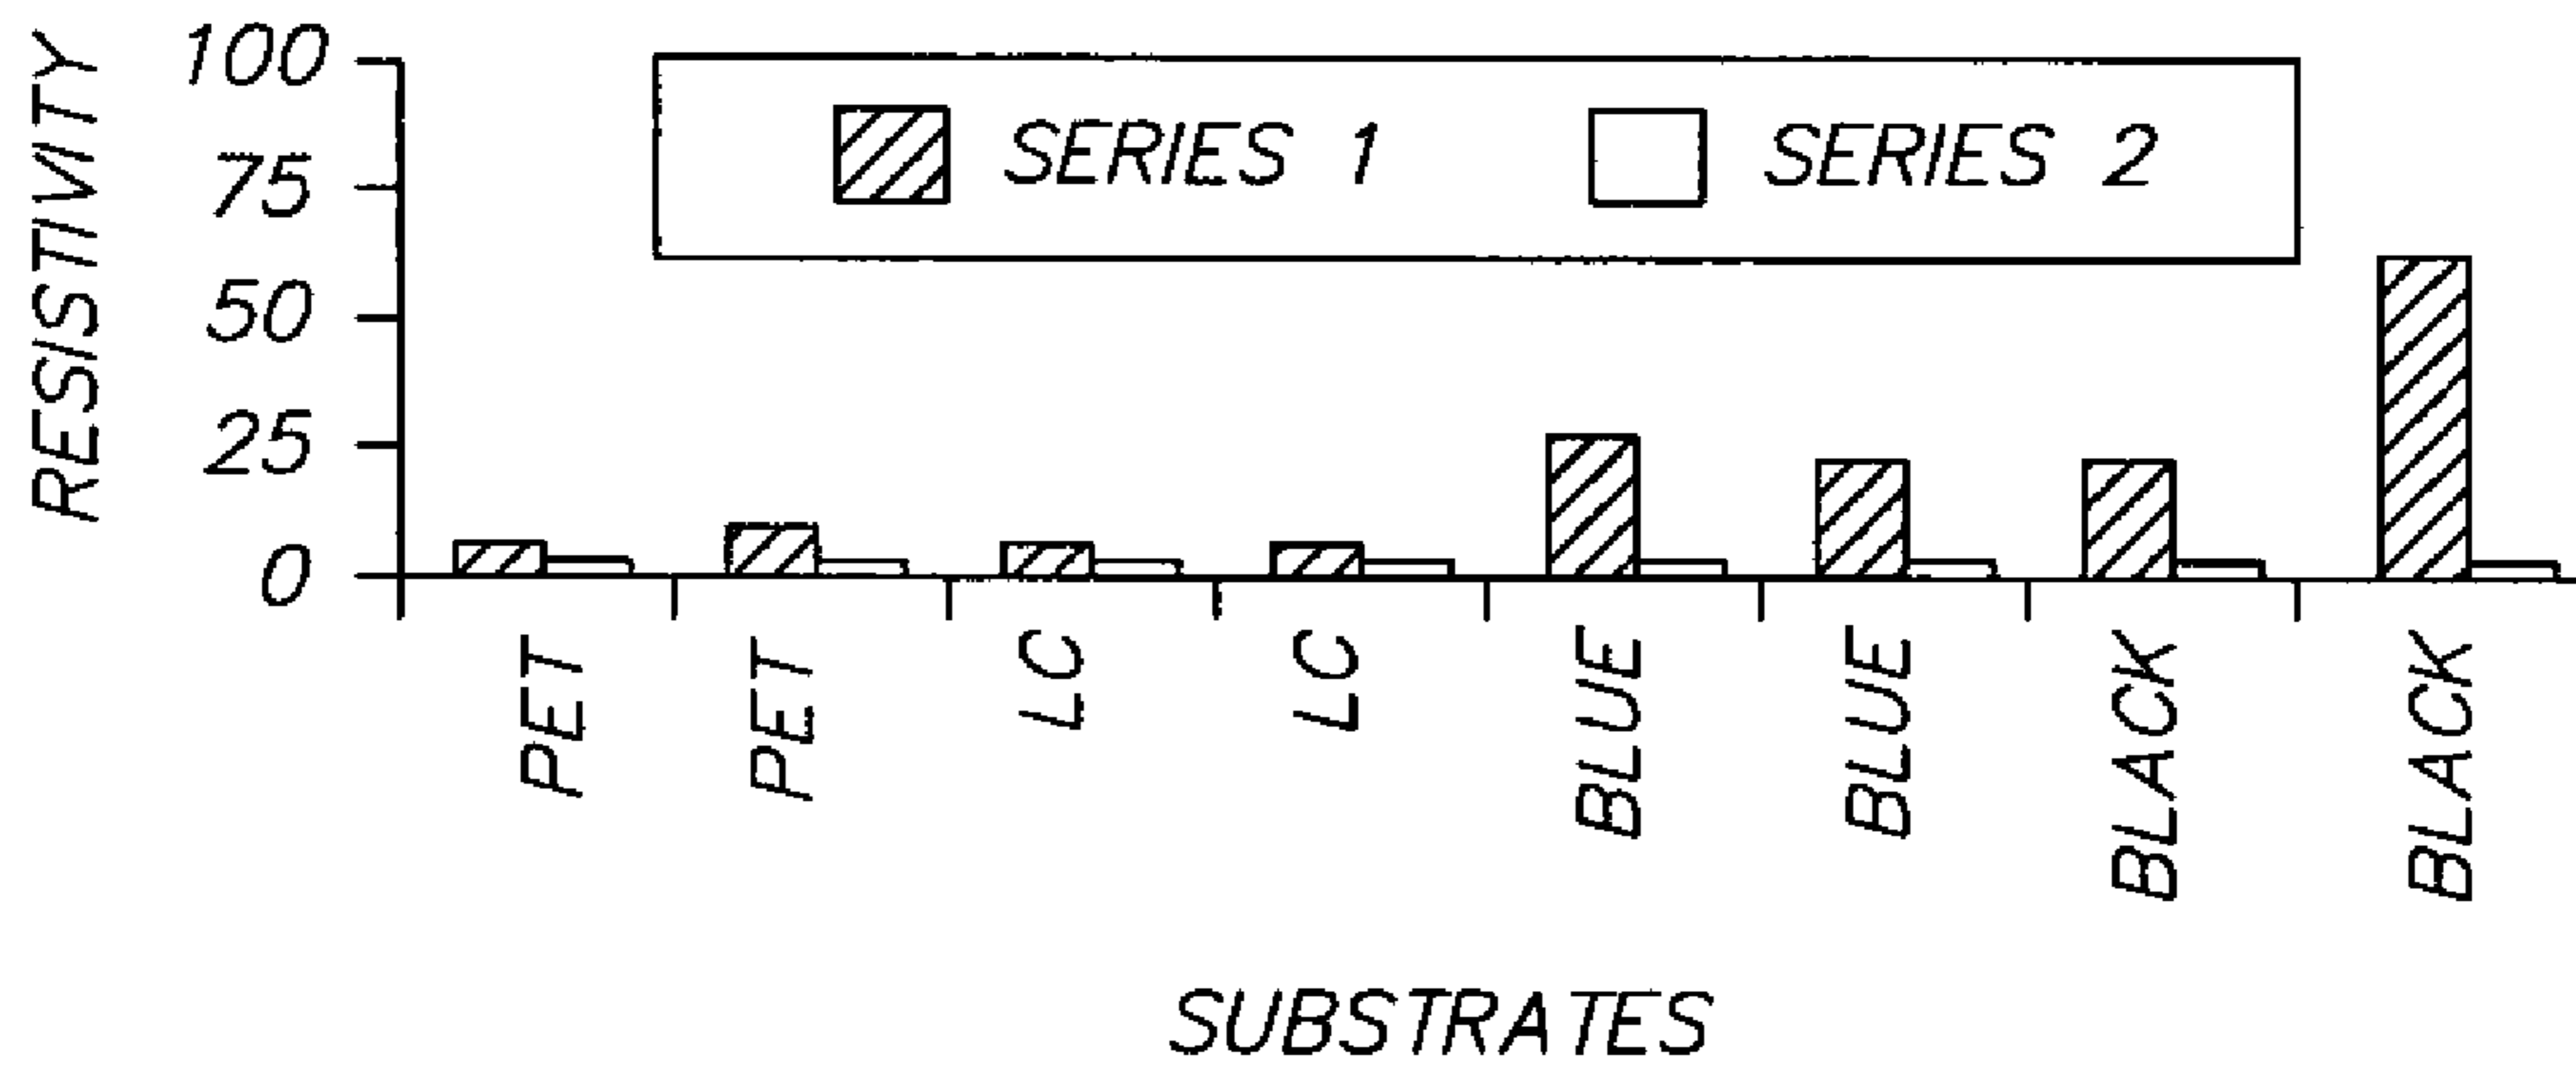 RESISTIVITY
100
75
50
25
0
SERIES 1
SERIES 2
PET
PET
LC
LC
BLUE
BLUE
BLACK
BLACK
SUBSTRATES